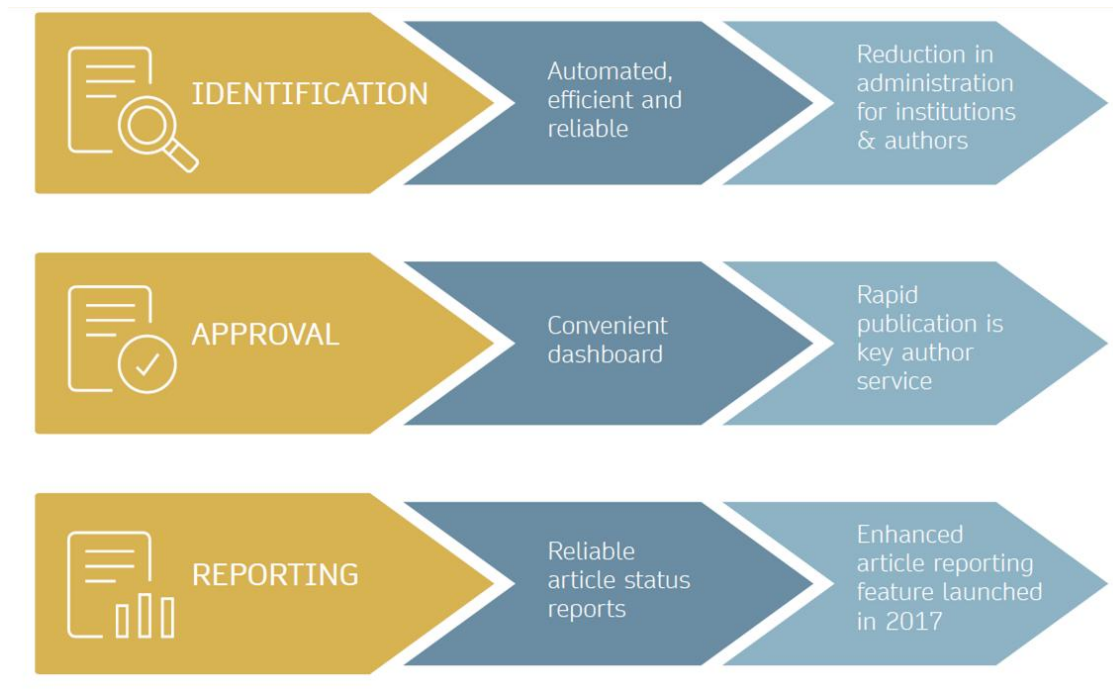 IDENTIFICATION
Automated,
efficient and
reliable
Reduction in
administration
for institutions
& authors
APPROVAL
Convenient
dashboard
Rapid
publication is
key author
service
REPORTING
Reliable
article status
reports
Enhanced
article reporting
feature launched
in 2017